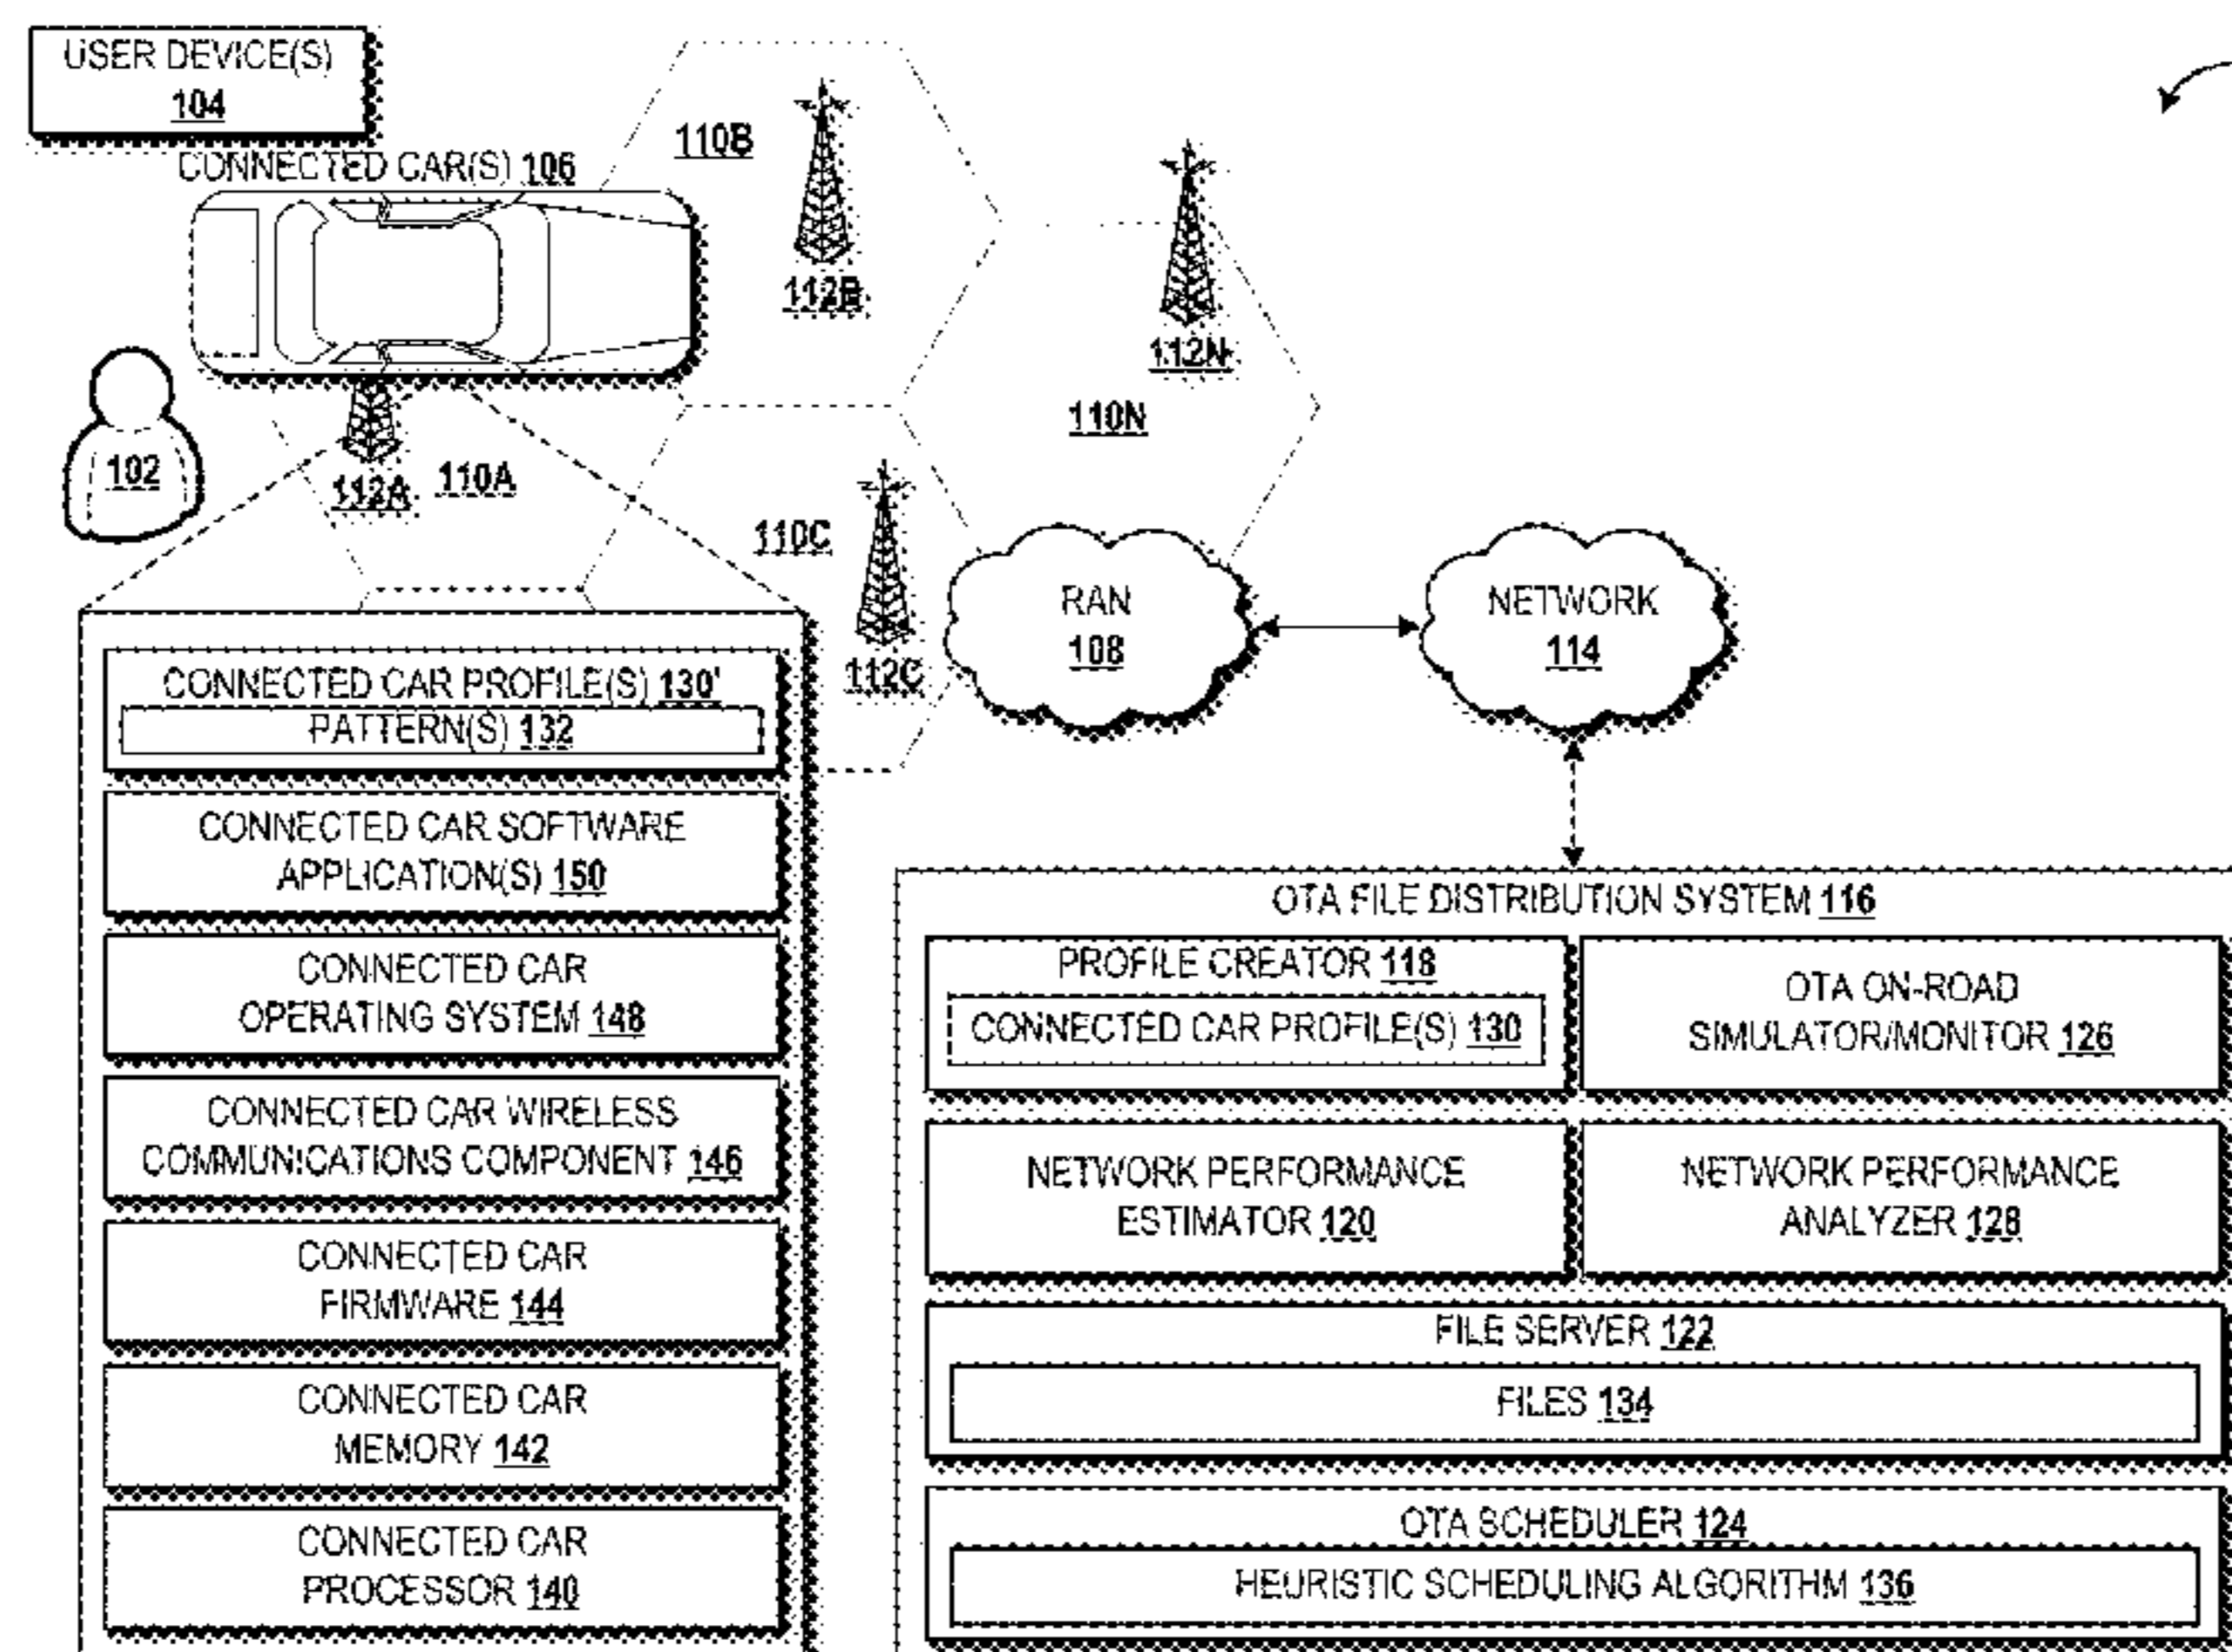 USER DEVICE(S)
104
CONNECTED CAR(S) 106
110B
112B
112N
110N
102
112A
110A
110C
112C
RAN
108
NETWORK
114
CONNECTED CAR PROFILE(S) 130'
PATTERN(S) 132
CONNECTED CAR SOFTWARE
APPLICATION(S) 150
CONNECTED CAR
OPERATING SYSTEM 148
CONNECTED CAR WIRELESS
COMMUNICATIONS COMPONENT 146
CONNECTED CAR
FIRMWARE 144
CONNECTED CAR
MEMORY 142
CONNECTED CAR
PROCESSOR 140
OTA FILE DISTRIBUTION SYSTEM 116
PROFILE CREATOR 118
CONNECTED CAR PROFILE(S) 130
OTA ON-ROAD
SIMULATOR/MONITOR 126
NETWORK PERFORMANCE
ESTIMATOR 120
NETWORK PERFORMANCE
ANALYZER 128
FILE SERVER 122
FILES 134
OTA SCHEDULER 124
HEURISTIC SCHEDULING ALGORITHM 136